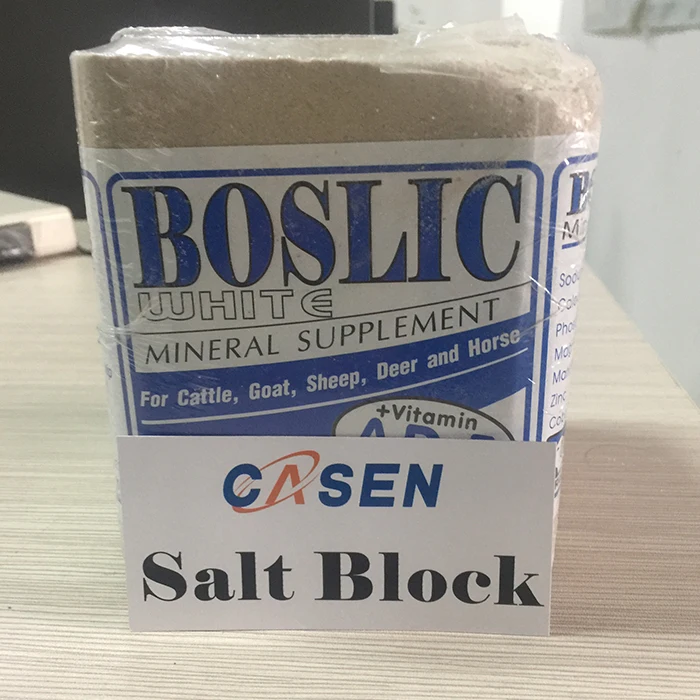 BOSLIC
WHITE
MINERAL SUPPLEMENT
For Cattle, Goat, Sheep, Deer and Horse
+Vitamin
CASEN
Salt Block